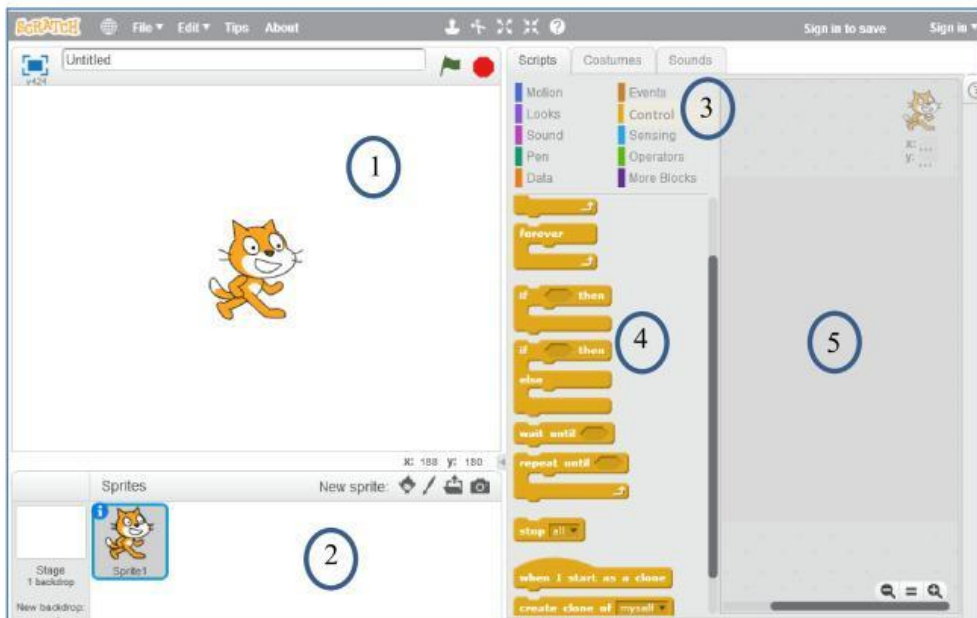 SCRATCH File Edit Tips About Sign in to save Sign in
Untitled
v424
1
x: 188 y: 180
Sprites New sprite:
Sprite1
Stage
1 backdrop
New backdrop:
2
Scripts Costumes Sounds
Motion Events
Looks Control
Sound Sensing
Pen Operators
Data More Blocks
3
forever
if then
if then
else
wait until
repeat until
stop all
when I start as a clone
create clone of myself
4
x: ...
y: ...
5